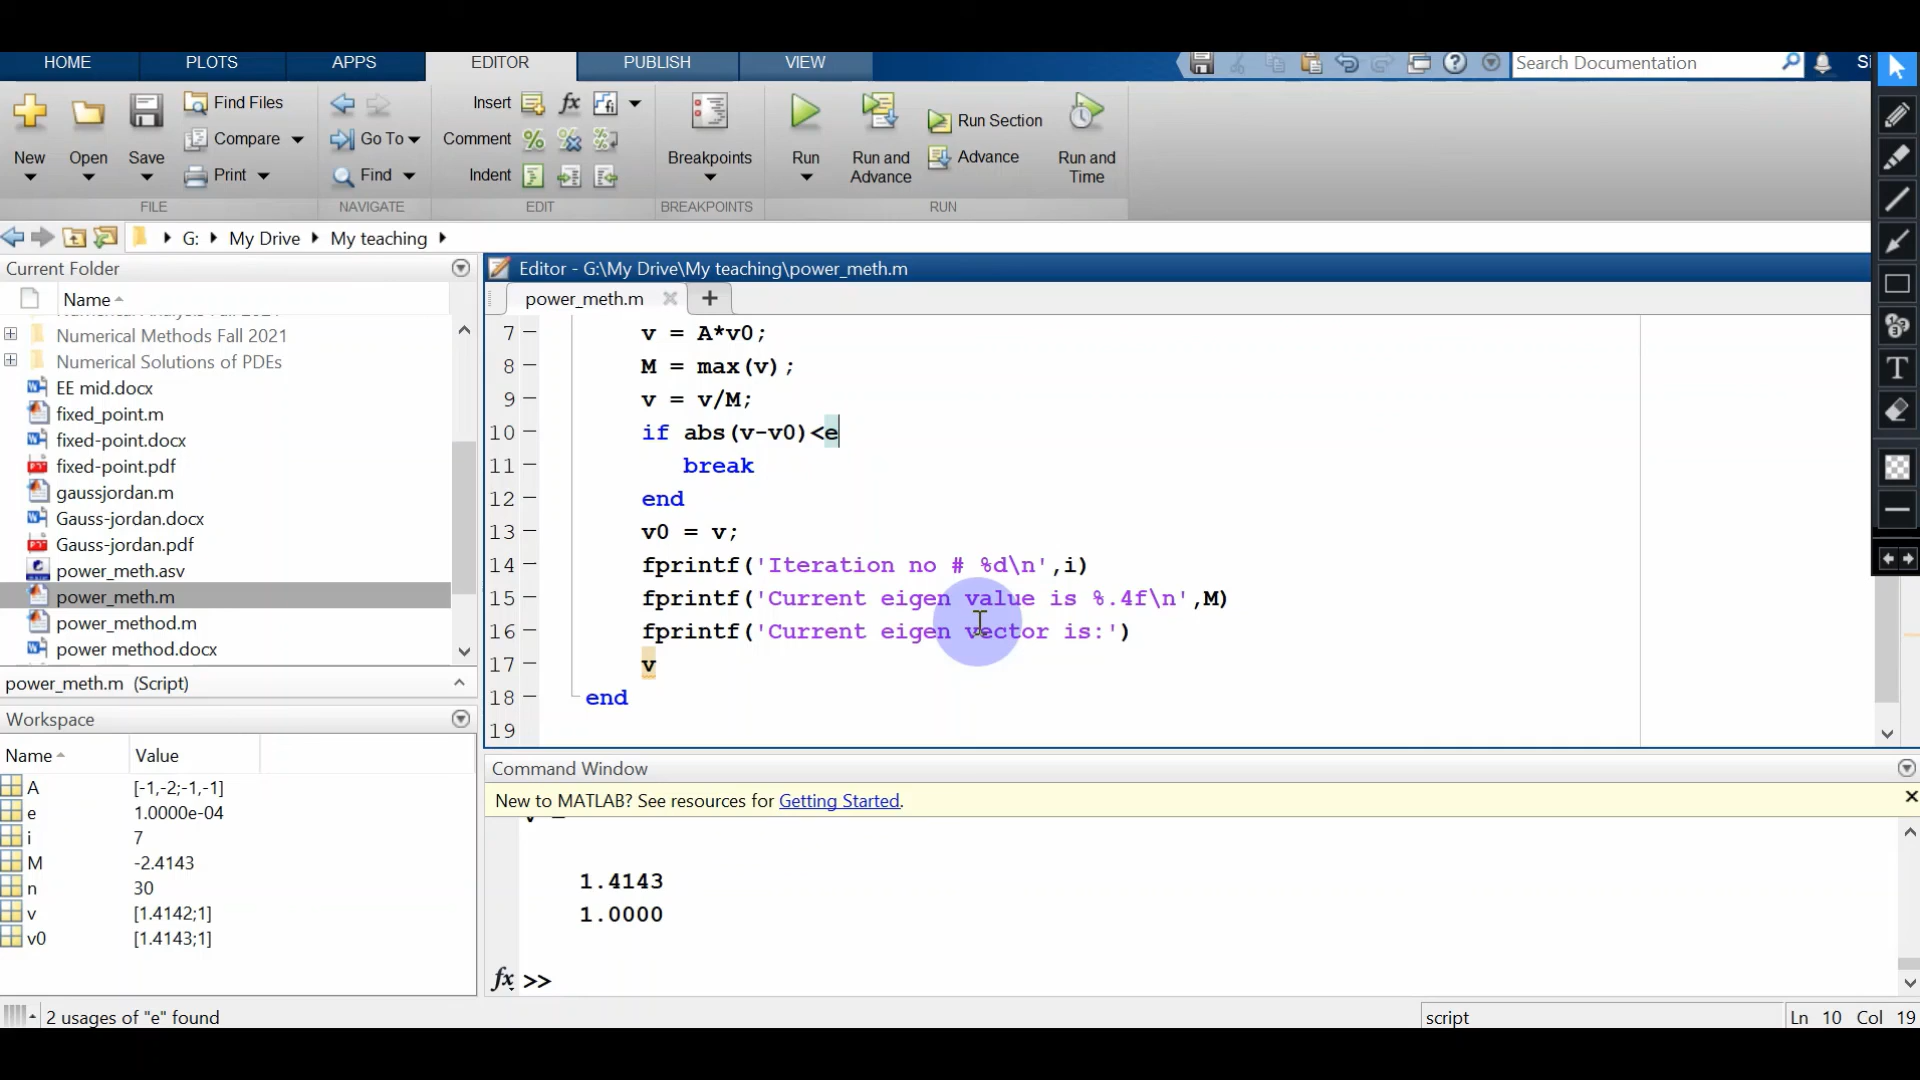 HOME PLOTS APPS EDITOR PUBLISH VIEW Search Documentation Si
New Open Save Find Files Compare Print
Go To Find
Insert fx
Comment
Indent
Breakpoints
Run Run and Advance Run Section Advance Run and Time
FILE NAVIGATE EDIT BREAKPOINTS RUN
G: My Drive My teaching
Current Folder
Name
Numerical Methods Fall 2021
Numerical Solutions of PDEs
EE mid.docx
fixed_point.m
fixed-point.docx
fixed-point.pdf
gaussjordan.m
Gauss-jordan.docx
Gauss-jordan.pdf
power_meth.asv
power_meth.m
power_method.m
power method.docx
power_meth.m (Script)
Workspace
Name Value
A [-1,-2;-1,-1]
e 1.0000e-04
i 7
M -2.4143
n 30
v [1.4142;1]
v0 [1.4143;1]
Editor - G:\My Drive\My teaching\power_meth.m
power_meth.m
7 v = A*v0;
8 M = max(v);
9 v = v/M;
10 if abs(v-v0)<e
11 break
12 end
13 v0 = v;
14 fprintf('Iteration no # %d\n',i)
15 fprintf('Current eigen value is %.4f\n',M)
16 fprintf('Current eigen vector is:')
17 v
18 end
19
Command Window
New to MATLAB? See resources for Getting Started.
1.4143
1.0000
fx >>
2 usages of "e" found
script
Ln 10 Col 19